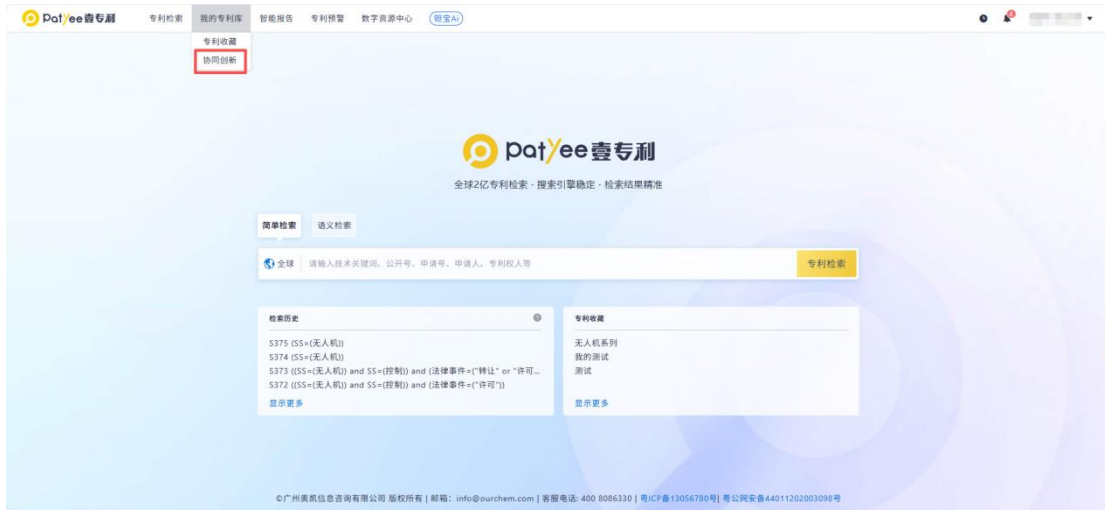 patyee壹专利 专利检索 我的专利库 智能报告 专利预警 数字资源中心 银宝Ai 4
专利收藏
协同创新
patyee壹专利
全球2亿专利检索 · 搜索引擎稳定 · 检索结果精准
简单检索 语义检索
全球 请输入技术关键词、公开号、申请号、申请人、专利权人等 专利检索
检索历史 ?
S375 (SS=(无人机))
S374 (SS=(无人机))
S373 ((SS=(无人机)) and SS=(控制)) and (法律事件=("转让" or "许可...
S372 ((SS=(无人机)) and SS=(控制)) and (法律事件=("许可"))
显示更多
专利收藏
无人机系列
我的测试
测试
显示更多
©广州奥凯信息咨询有限公司 版权所有 | 邮箱：info@ourchem.com | 客服电话: 400 8086330 | 粤ICP备13056780号| 粤公网安备44011202003098号